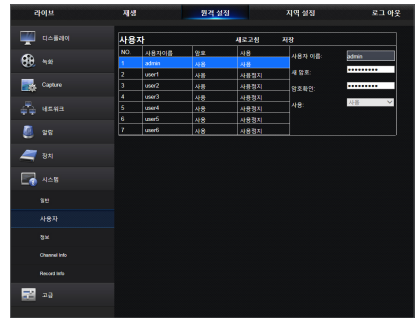 라이브 재생 원격 설정 지역 설정 로그 아웃
디스플레이
녹화
Capture
네트워크
알람
장치
시스템
일반
사용자
정보
Channel Info
Record Info
고급
사용자 새로고침 저장
NO. 사용자이름 암호 사용
1 admin 사용 사용
2 user1 사용 사용정지
3 user2 사용 사용정지
4 user3 사용 사용정지
5 user4 사용 사용정지
6 user5 사용 사용정지
7 user6 사용 사용정지
사용자 이름: admin
새 암호: •••••••••
암호확인: •••••••••
사용: 사용